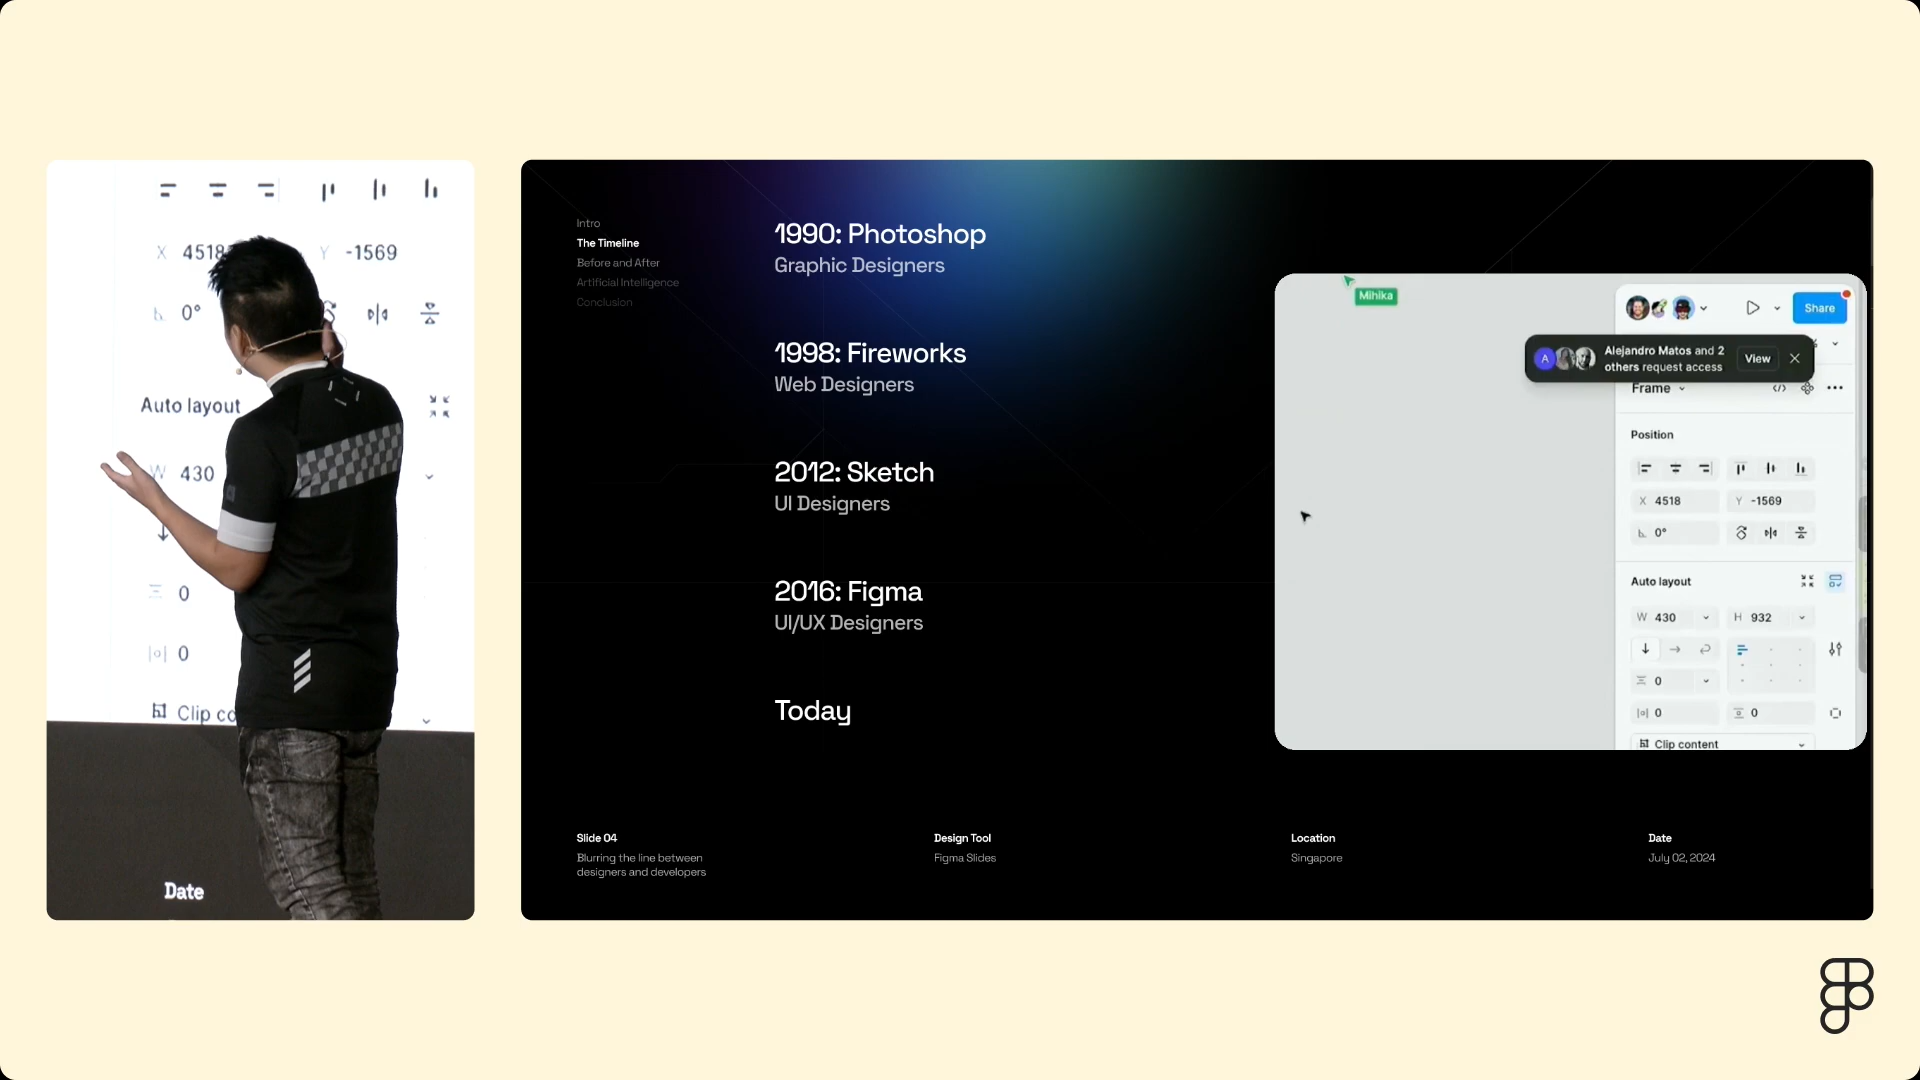 X 4518
Y -1569
0°
Auto layout
W 430
0
0
Clip co
Date
Intro
The Timeline
Before and After
Artificial Intelligence
Conclusion
1990: Photoshop
Graphic Designers
1998: Fireworks
Web Designers
2012: Sketch
UI Designers
2016: Figma
UI/UX Designers
Today
Mihika
Share
A
Alejandro Matos and 2
others request access
View
Frame
Position
X 4518
Y -1569
0°
Auto layout
W 430
H 932
0
0
0
Clip content
Slide 04
Blurring the line between
designers and developers
Design Tool
Figma Slides
Location
Singapore
Date
July 02, 2024